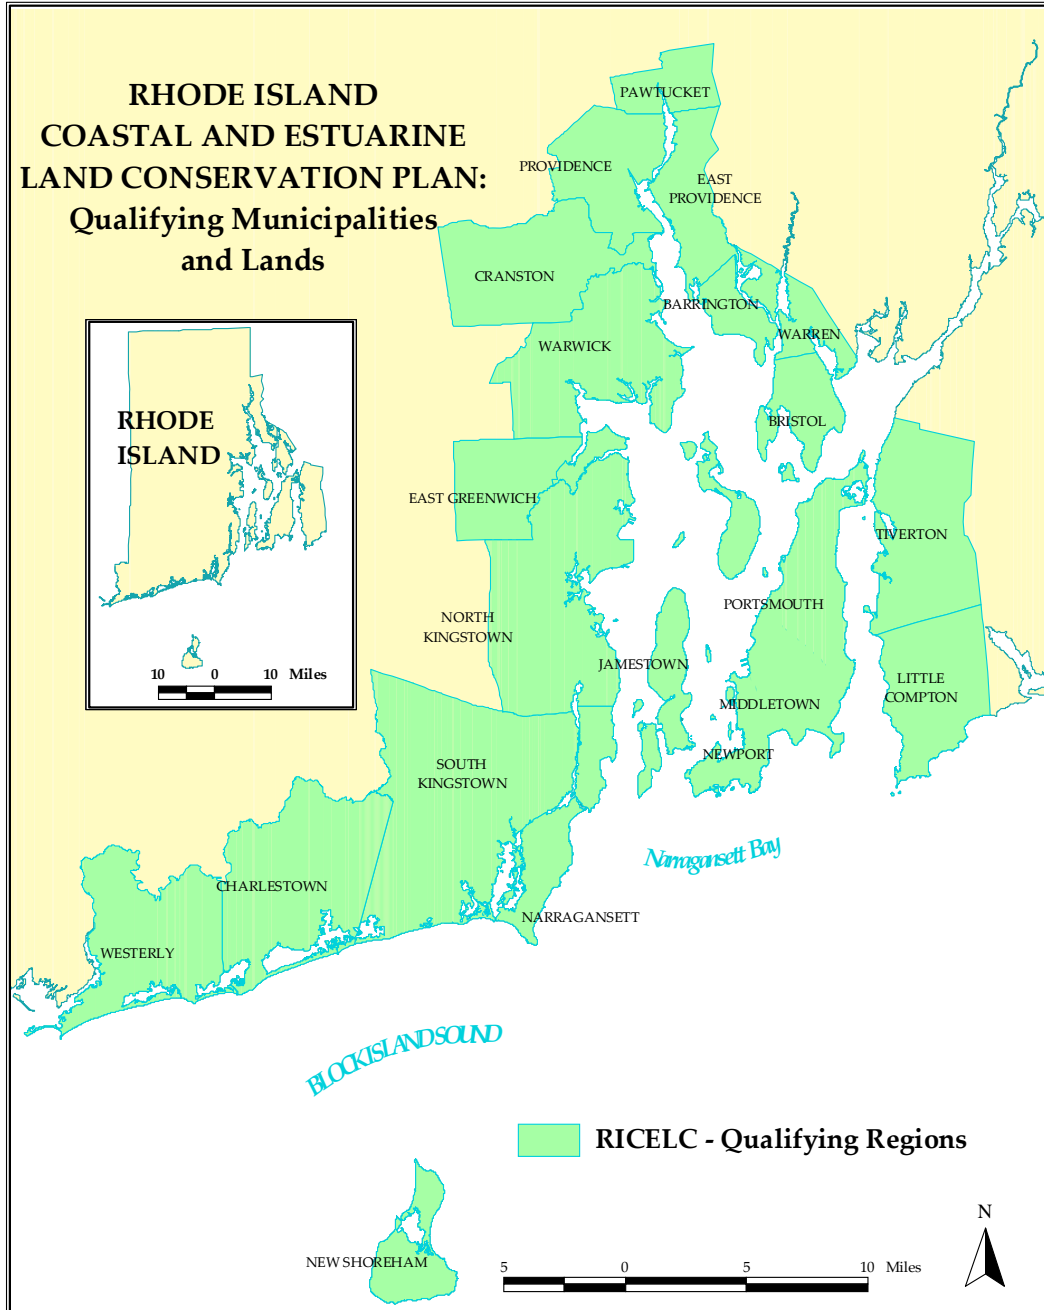 RHODE ISLAND
COASTAL AND ESTUARINE
LAND CONSERVATION PLAN:
Qualifying Municipalities
and Lands
PAWTUCKET
PROVIDENCE
EAST
PROVIDENCE
CRANSTON
BARRINGTON
WARREN
WARWICK
BRISTOL
RHODE
ISLAND
10 0 10 Miles
EAST GREENWICH
TIVERTON
PORTSMOUTH
NORTH
KINGSTOWN
JAMESTOWN
LITTLE
COMPTON
MIDDLETOWN
NEWPORT
SOUTH
KINGSTOWN
Narragansett Bay
CHARLESTOWN
NARRAGANSETT
WESTERLY
BLOCK ISLAND SOUND
RICELC - Qualifying Regions
NEW SHOREHAM
5 0 5 10 Miles
N